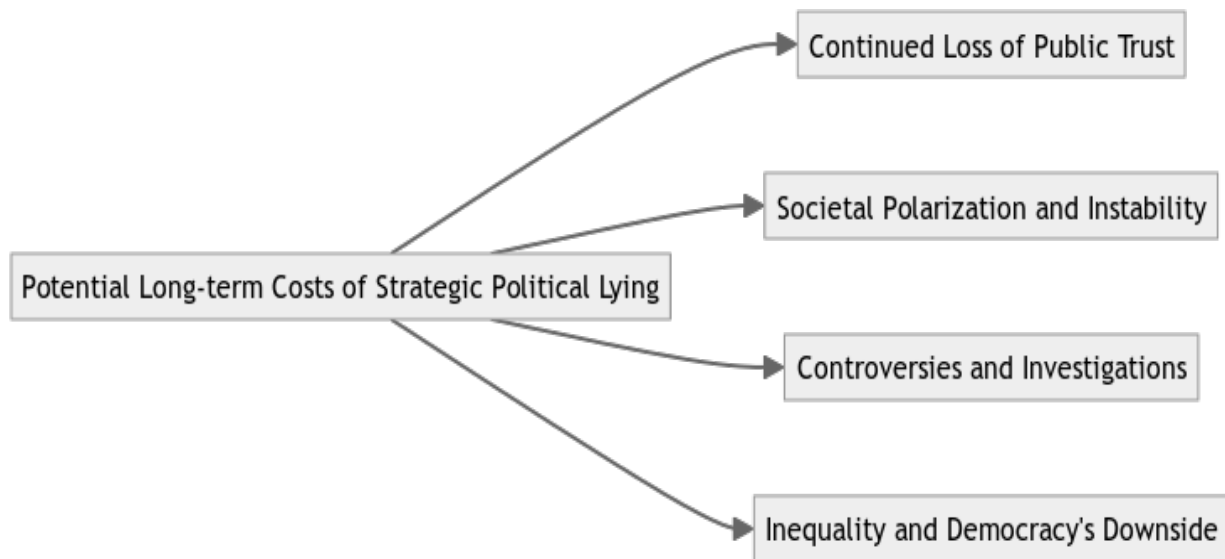 Continued Loss of Public Trust
Societal Polarization and Instability
Potential Long-term Costs of Strategic Political Lying
Controversies and Investigations
Inequality and Democracy's Downside